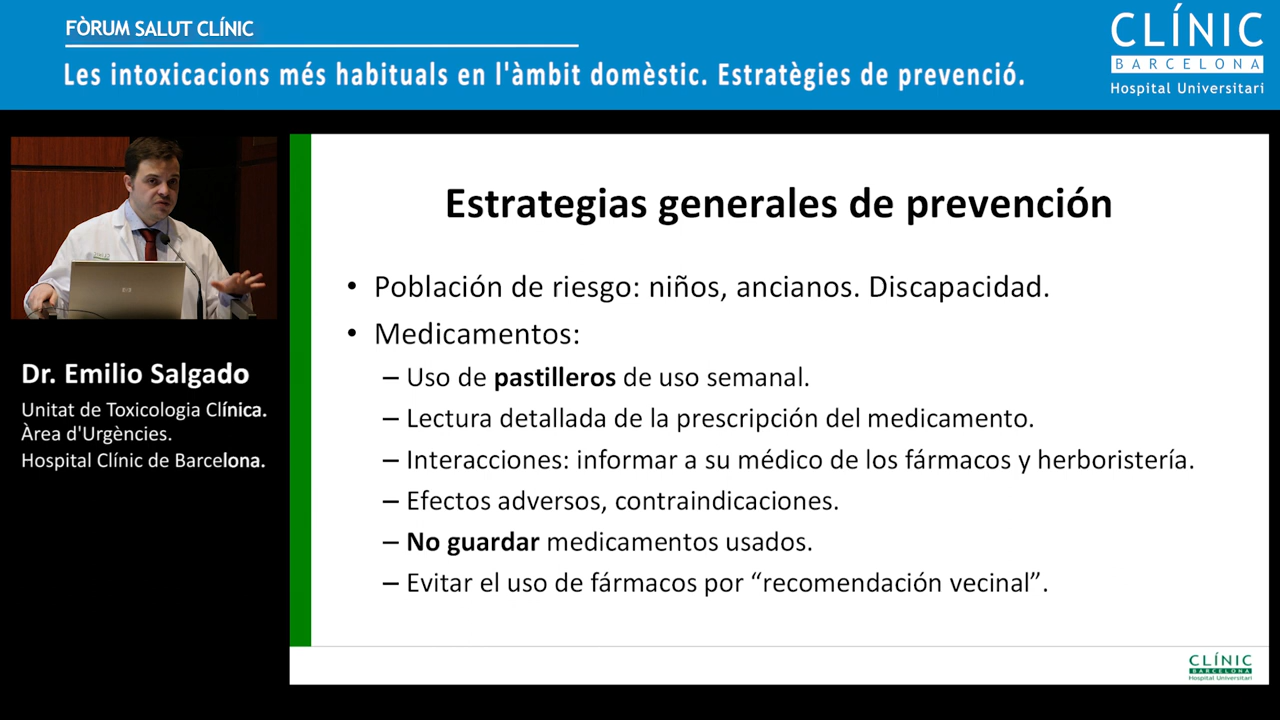 FÒRUM SALUT CLÍNIC
Les intoxicacions més habituals en l'àmbit domèstic. Estratègies de prevenció.
CLÍNIC
BARCELONA
Hospital Universitari
Estrategias generales de prevención
• Población de riesgo: niños, ancianos. Discapacidad.
• Medicamentos:
– Uso de pastilleros de uso semanal.
– Lectura detallada de la prescripción del medicamento.
– Interacciones: informar a su médico de los fármacos y herboristería.
– Efectos adversos, contraindicaciones.
– No guardar medicamentos usados.
– Evitar el uso de fármacos por “recomendación vecinal”.
Dr. Emilio Salgado
Unitat de Toxicologia Clínica.
Àrea d'Urgències.
Hospital Clínic de Barcelona.
CLÍNIC
BARCELONA
Hospital Universitari